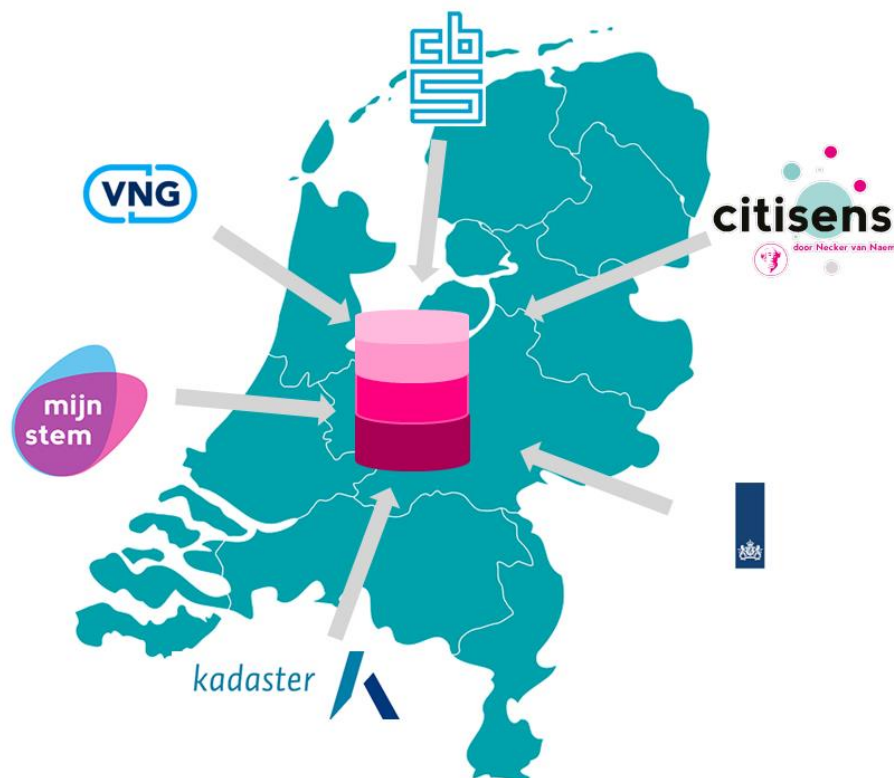 cbs
VNG
citisens
door Necker van Naem
mijn
stem
kadaster